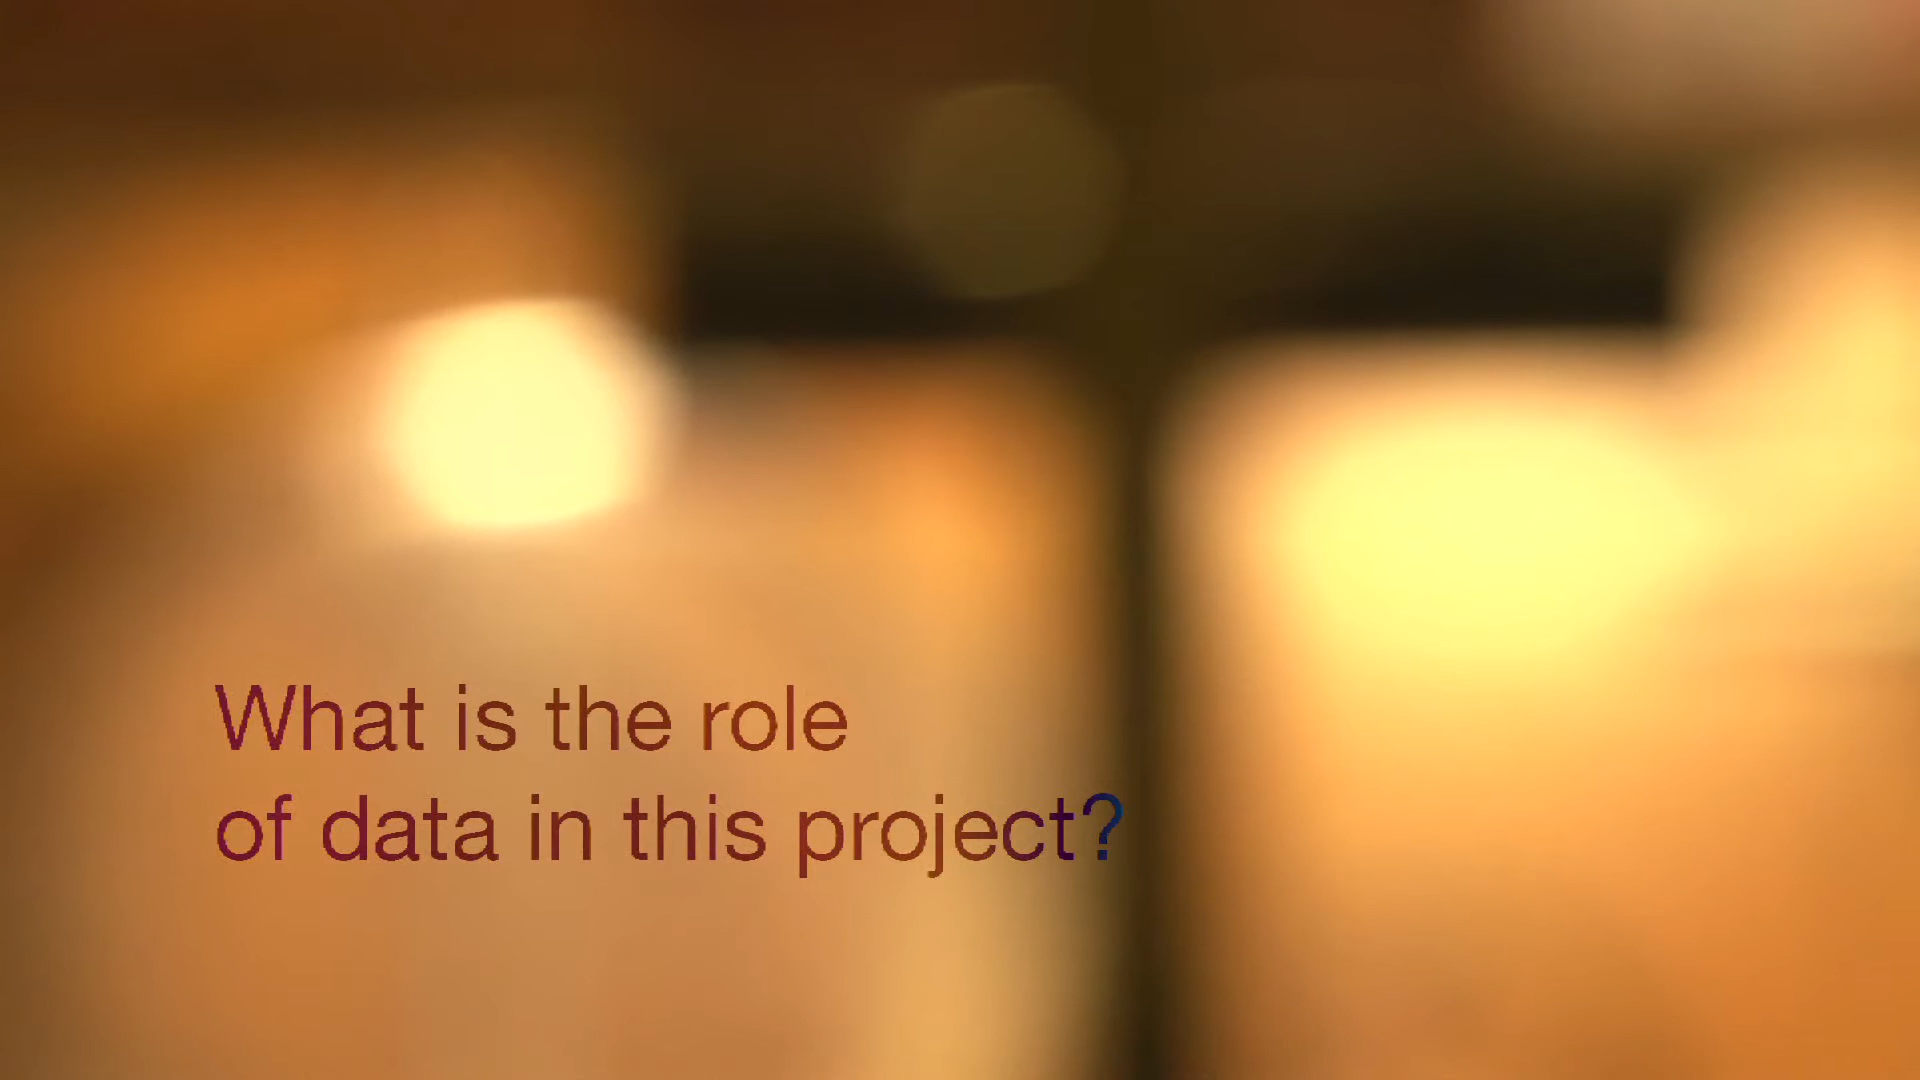 What is the role
of data in this project?